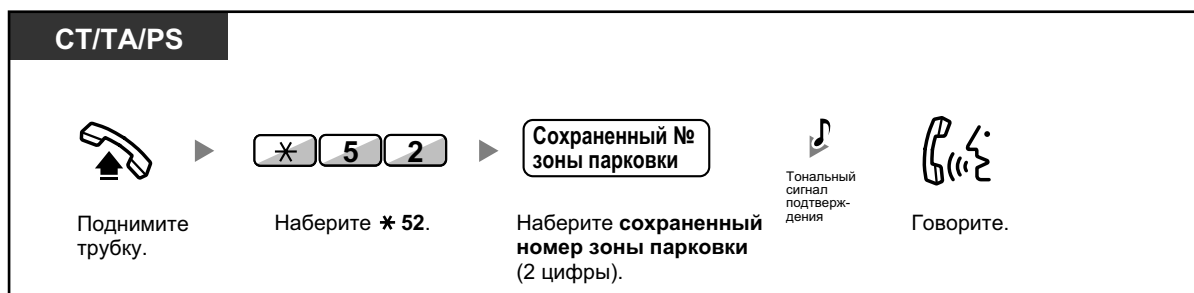 CT/TA/PS
* 5 2
Сохраненный №
зоны парковки
Тональный
сигнал
подтверж-
дения
Поднимите
трубку.
Наберите * 52.
Наберите сохраненный
номер зоны парковки
(2 цифры).
Говорите.